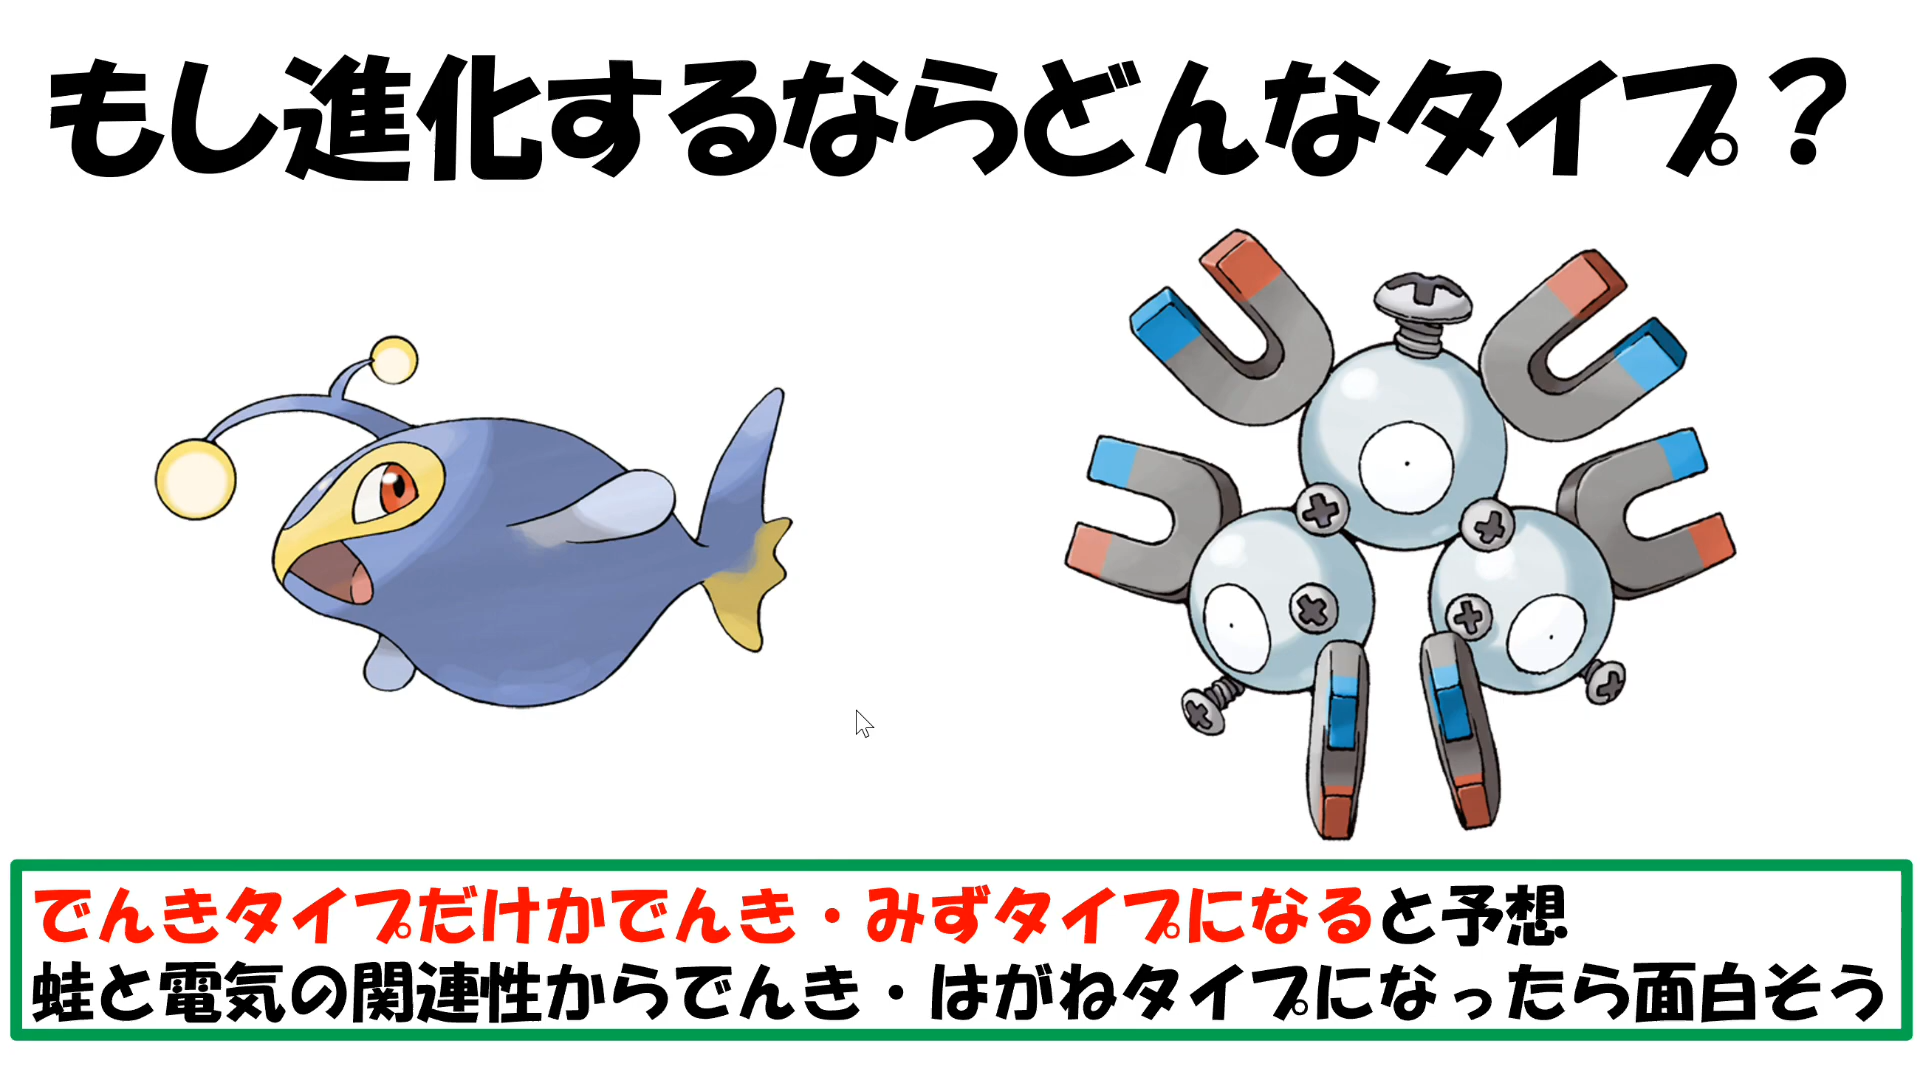 もし進化するならどんなタイプ？
でんきタイプだけかでんき・みずタイプになると予想
蛙と電気の関連性からでんき・はがねタイプになったら面白そう